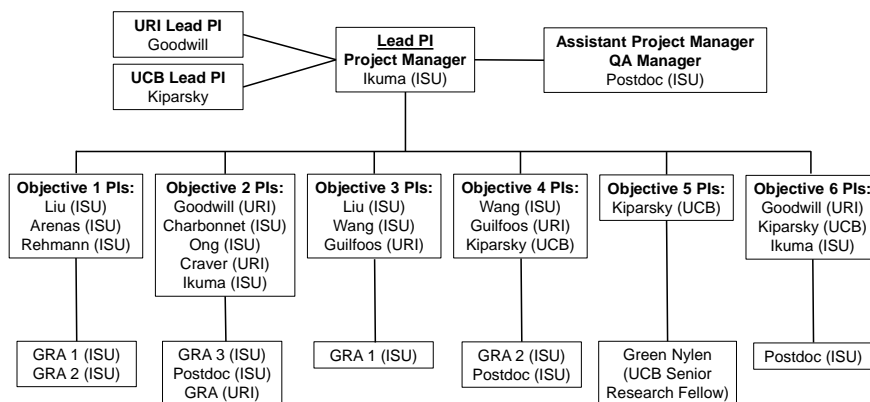 URI Lead PI
Goodwill
UCB Lead PI
Kiparsky
Lead PI
Project Manager
Ikuma (ISU)
Assistant Project Manager
QA Manager
Postdoc (ISU)
Objective 1 PIs:
Liu (ISU)
Arenas (ISU)
Rehmann (ISU)
Objective 2 PIs:
Goodwill (URI)
Charbonnet (ISU)
Ong (ISU)
Craver (URI)
Ikuma (ISU)
Objective 3 PIs:
Liu (ISU)
Wang (ISU)
Guilfoos (URI)
Objective 4 PIs:
Wang (ISU)
Guilfoos (URI)
Kiparsky (UCB)
Objective 5 PIs:
Kiparsky (UCB)
Objective 6 PIs:
Goodwill (URI)
Kiparsky (UCB)
Ikuma (ISU)
GRA 1 (ISU)
GRA 2 (ISU)
GRA 3 (ISU)
Postdoc (ISU)
GRA (URI)
GRA 1 (ISU)
GRA 2 (ISU)
Postdoc (ISU)
Green Nylen
(UCB Senior
Research Fellow)
Postdoc (ISU)